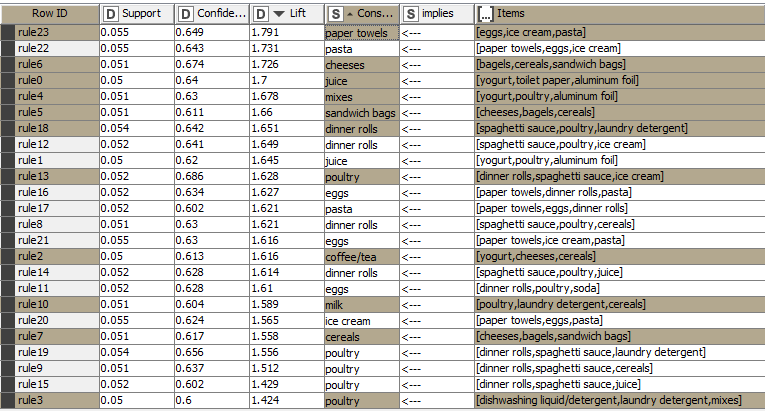 Row ID D Support D Confide... D Lift S Cons... S implies [...] Items
rule23 0.055 0.649 1.791 paper towels <--- [eggs,ice cream,pasta]
rule22 0.055 0.643 1.731 pasta <--- [paper towels,eggs,ice cream]
rule6 0.051 0.674 1.726 cheeses <--- [bagels,cereals,sandwich bags]
rule0 0.05 0.64 1.7 juice <--- [yogurt,toilet paper,aluminum foil]
rule4 0.051 0.63 1.678 mixes <--- [yogurt,poultry,aluminum foil]
rule5 0.051 0.611 1.66 sandwich bags <--- [cheeses,bagels,cereals]
rule18 0.054 0.642 1.651 dinner rolls <--- [spaghetti sauce,poultry,laundry detergent]
rule12 0.052 0.641 1.649 dinner rolls <--- [spaghetti sauce,poultry,ice cream]
rule1 0.05 0.62 1.645 juice <--- [yogurt,poultry,aluminum foil]
rule13 0.052 0.686 1.628 poultry <--- [dinner rolls,spaghetti sauce,ice cream]
rule16 0.052 0.634 1.627 eggs <--- [paper towels,dinner rolls,pasta]
rule17 0.052 0.602 1.621 pasta <--- [paper towels,eggs,dinner rolls]
rule8 0.051 0.63 1.621 dinner rolls <--- [spaghetti sauce,poultry,cereals]
rule21 0.055 0.63 1.616 eggs <--- [paper towels,ice cream,pasta]
rule2 0.05 0.613 1.616 coffee/tea <--- [yogurt,cheeses,cereals]
rule14 0.052 0.628 1.614 dinner rolls <--- [spaghetti sauce,poultry,juice]
rule11 0.052 0.628 1.61 eggs <--- [dinner rolls,poultry,soda]
rule10 0.051 0.604 1.589 milk <--- [poultry,laundry detergent,cereals]
rule20 0.055 0.624 1.565 ice cream <--- [paper towels,eggs,pasta]
rule7 0.051 0.617 1.558 cereals <--- [cheeses,bagels,sandwich bags]
rule19 0.054 0.656 1.556 poultry <--- [dinner rolls,spaghetti sauce,laundry detergent]
rule9 0.051 0.637 1.512 poultry <--- [dinner rolls,spaghetti sauce,cereals]
rule15 0.052 0.602 1.429 poultry <--- [dinner rolls,spaghetti sauce,juice]
rule3 0.05 0.6 1.424 poultry <--- [dishwashing liquid/detergent,laundry detergent,mixes]